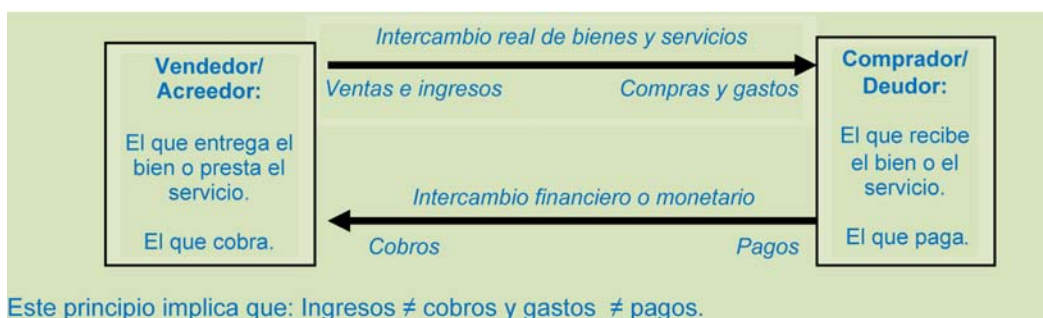 Vendedor/
Acreedor:
El que entrega el
bien o presta el
servicio.
El que cobra.
Intercambio real de bienes y servicios
Ventas e ingresos
Compras y gastos
Intercambio financiero o monetario
Cobros
Pagos
Comprador/
Deudor:
El que recibe
el bien o el
servicio.
El que paga.
Este principio implica que: Ingresos ≠ cobros y gastos ≠ pagos.